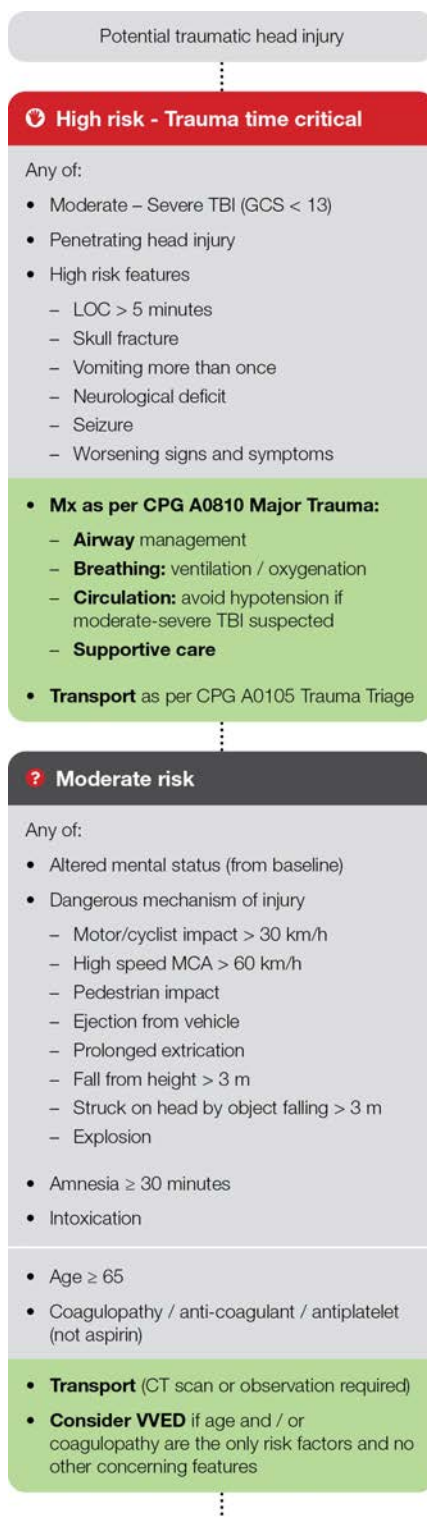 Potential traumatic head injury
High risk - Trauma time critical
Any of:
• Moderate – Severe TBI (GCS < 13)
• Penetrating head injury
• High risk features
– LOC > 5 minutes
– Skull fracture
– Vomiting more than once
– Neurological deficit
– Seizure
– Worsening signs and symptoms
• Mx as per CPG A0810 Major Trauma:
– Airway management
– Breathing: ventilation / oxygenation
– Circulation: avoid hypotension if
moderate-severe TBI suspected
– Supportive care
• Transport as per CPG A0105 Trauma Triage
? Moderate risk
Any of:
• Altered mental status (from baseline)
• Dangerous mechanism of injury
– Motor/cyclist impact > 30 km/h
– High speed MCA > 60 km/h
– Pedestrian impact
– Ejection from vehicle
– Prolonged extrication
– Fall from height > 3 m
– Struck on head by object falling > 3 m
– Explosion
• Amnesia ≥ 30 minutes
• Intoxication
• Age ≥ 65
• Coagulopathy / anti-coagulant / antiplatelet
(not aspirin)
• Transport (CT scan or observation required)
• Consider VVED if age and / or
coagulopathy are the only risk factors and no
other concerning features